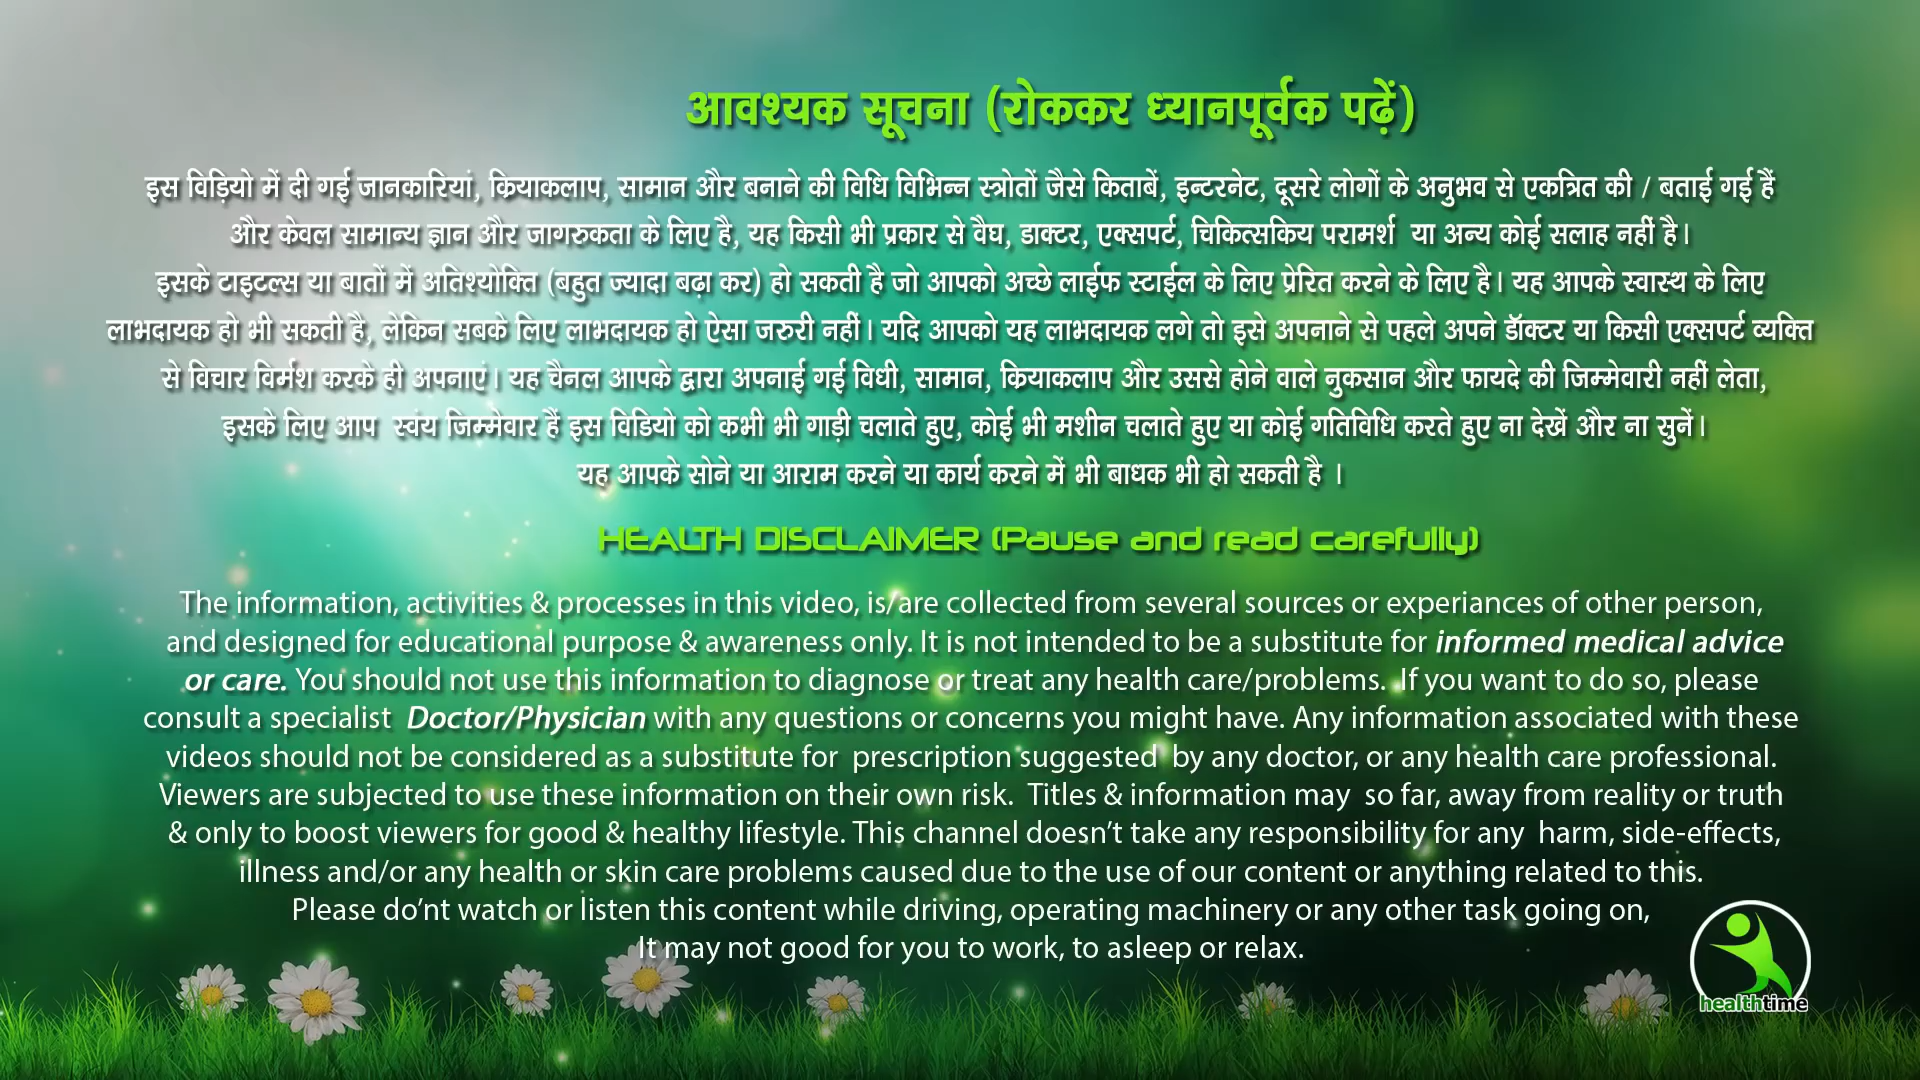 आवश्यक सूचना (रोककर ध्यानपूर्वक पढ़ें)
इस विड़ियो में दी गई जानकारियां, क्रियाकलाप, सामान और बनाने की विधि विभिन्न स्त्रोतों जैसे किताबें, इन्टरनेट, दूसरे लोगों के अनुभव से एकत्रित की / बताई गई हैं
और केवल सामान्य ज्ञान और जागरुकता के लिए है, यह किसी भी प्रकार से वैघ, डाक्टर, एक्सपर्ट, चिकित्सकिय परामर्श या अन्य कोई सलाह नहीं है।
इसके टाइटल्स या बातों में अतिश्योक्ति (बहुत ज्यादा बढ़ा कर) हो सकती है जो आपको अच्छे लाईफ स्टाईल के लिए प्रेरित करने के लिए है। यह आपके स्वास्थ के लिए
लाभदायक हो भी सकती है, लेकिन सबके लिए लाभदायक हो ऐसा जरुरी नहीं। यदि आपको यह लाभदायक लगे तो इसे अपनाने से पहले अपने डॉक्टर या किसी एक्सपर्ट व्यक्ति
से विचार विर्मश करके ही अपनाएं। यह चैनल आपके द्वारा अपनाई गई विधी, सामान, क्रियाकलाप और उससे होने वाले नुकसान और फायदे की जिम्मेवारी नहीं लेता,
इसके लिए आप स्वंय जिम्मेवार हैं इस विडियो को कभी भी गाड़ी चलाते हुए, कोई भी मशीन चलाते हुए या कोई गतिविधि करते हुए ना देखें और ना सुनें।
यह आपके सोने या आराम करने या कार्य करने में भी बाधक भी हो सकती है ।
HEALTH DISCLAIMER (Pause and read carefully)
The information, activities & processes in this video, is/are collected from several sources or experiances of other person,
and designed for educational purpose & awareness only. It is not intended to be a substitute for informed medical advice
or care. You should not use this information to diagnose or treat any health care/problems. If you want to do so, please
consult a specialist Doctor/Physician with any questions or concerns you might have. Any information associated with these
videos should not be considered as a substitute for prescription suggested by any doctor, or any health care professional.
Viewers are subjected to use these information on their own risk. Titles & information may so far, away from reality or truth
& only to boost viewers for good & healthy lifestyle. This channel doesn't take any responsibility for any harm, side-effects,
illness and/or any health or skin care problems caused due to the use of our content or anything related to this.
Please do'nt watch or listen this content while driving, operating machinery or any other task going on,
It may not good for you to work, to asleep or relax.
healthtime